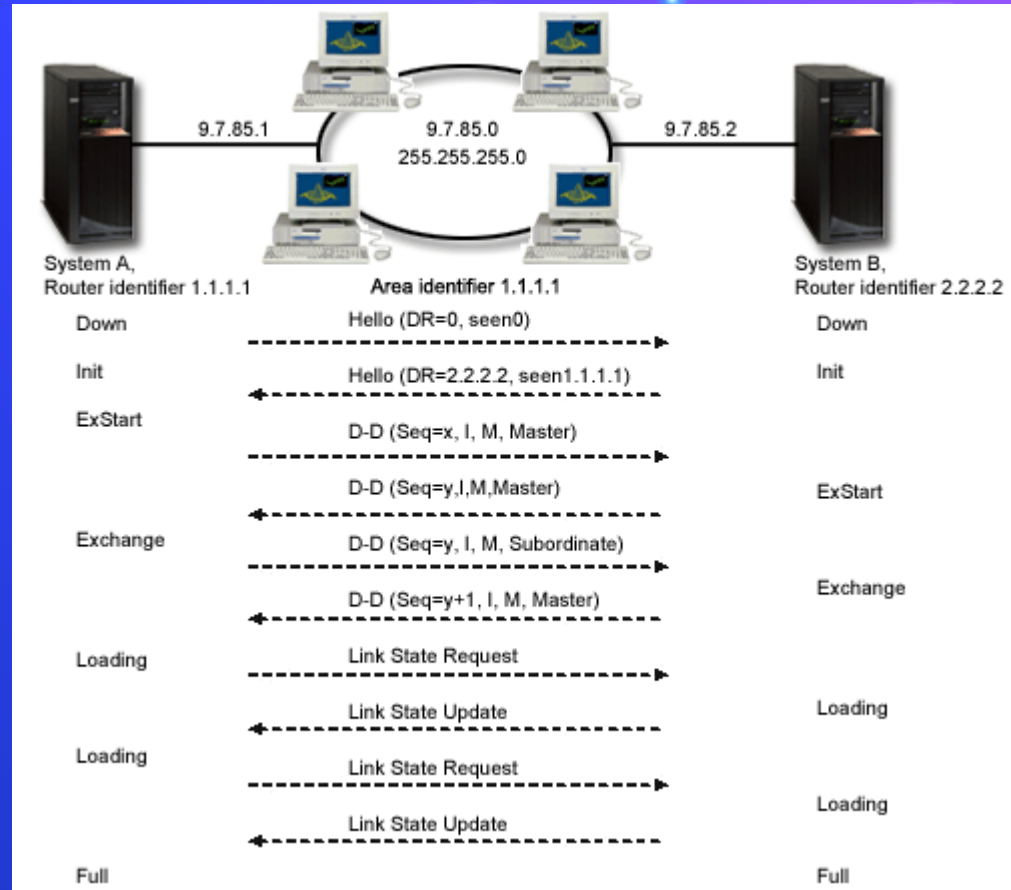 9.7.85.1
9.7.85.0
9.7.85.2
255.255.255.0
System A,
Router identifier 1.1.1.1
Area identifier 1.1.1.1
System B,
Router identifier 2.2.2.2
Down
Hello (DR=0, seen0)
Down
Init
Hello (DR=2.2.2.2, seen1.1.1.1)
Init
ExStart
D-D (Seq=x, I, M, Master)
D-D (Seq=y,I,M,Master)
ExStart
Exchange
D-D (Seq=y, I, M, Subordinate)
D-D (Seq=y+1, I, M, Master)
Exchange
Loading
Link State Request
Link State Update
Loading
Loading
Link State Request
Loading
Link State Update
Full
Full